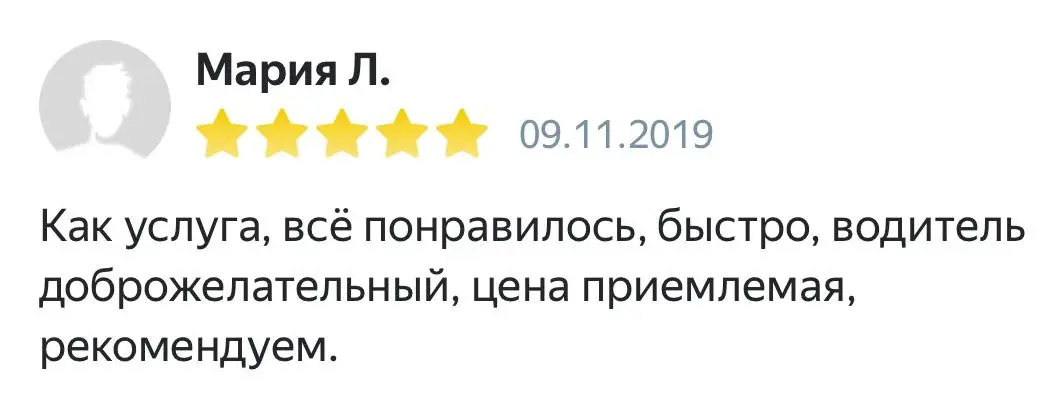 Мария Л.
09.11.2019
Как услуга, всё понравилось, быстро, водитель
доброжелательный, цена приемлемая,
рекомендуем.